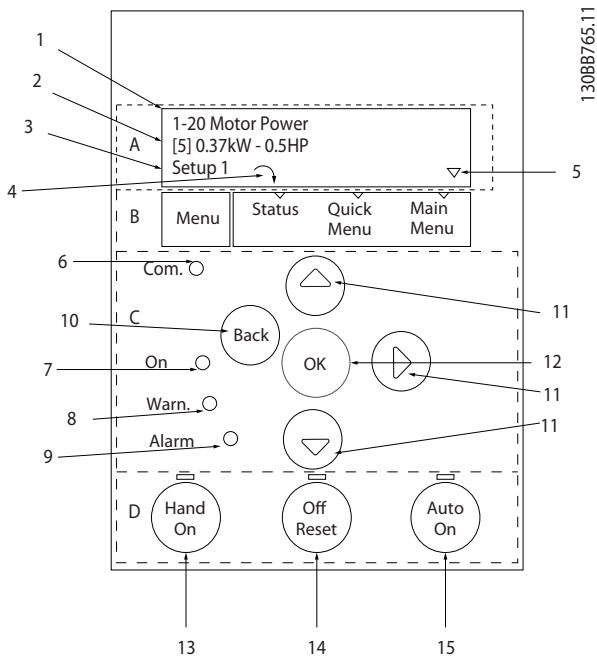 130BB765.11
1
2
3
4
5
A
1-20 Motor Power
[5] 0.37kW - 0.5HP
Setup 1
B
Menu
Status
Quick
Menu
Main
Menu
6
Com.
C
10
Back
11
OK
12
11
7
On
8
Warn.
11
9
Alarm
D
Hand
On
Off
Reset
Auto
On
13
14
15